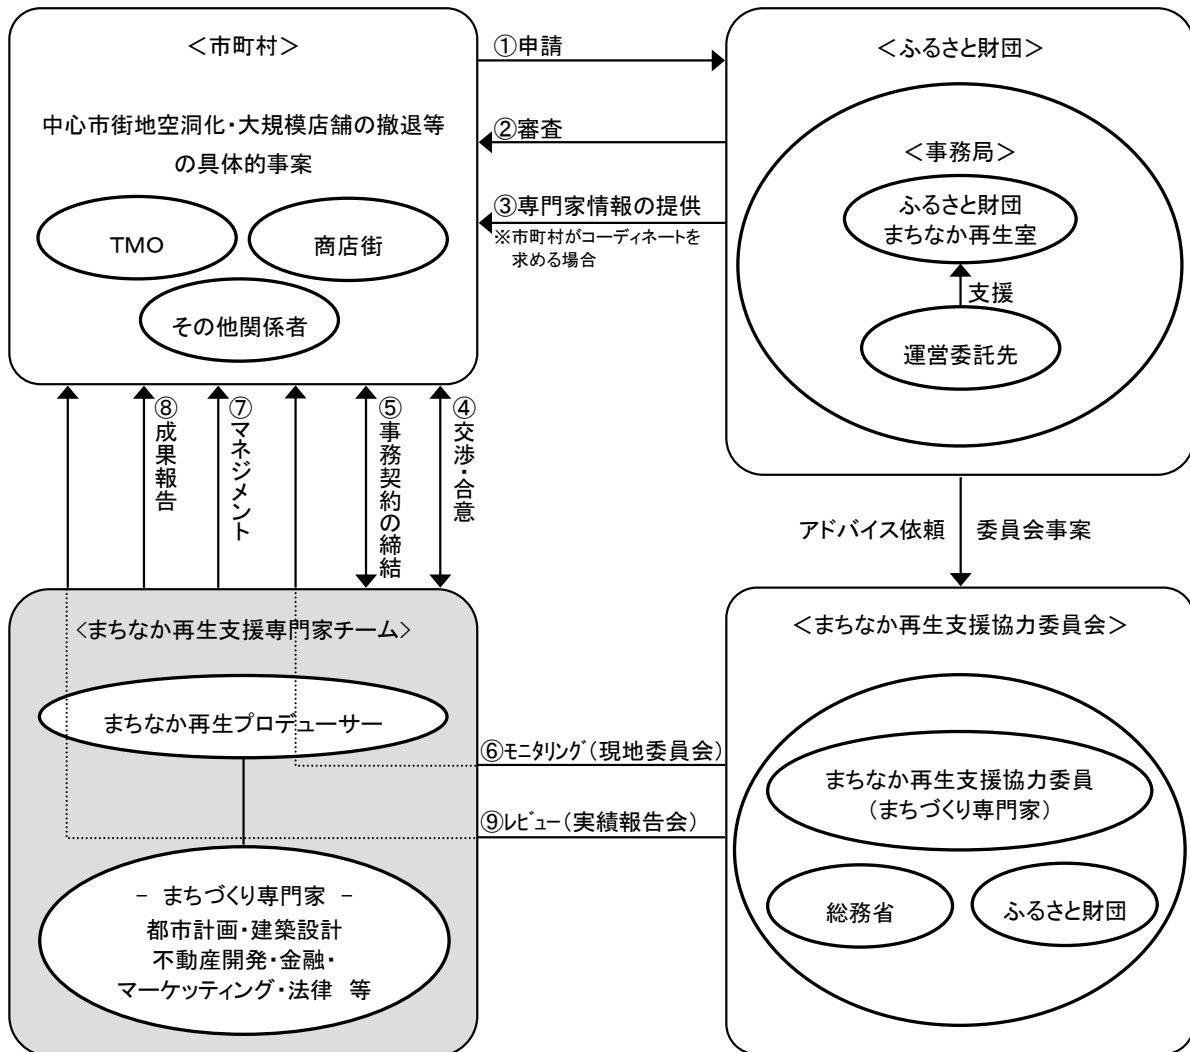 ＜市町村＞
中心市街地空洞化・大規模店舗の撤退等
の具体的事案
TMO
商店街
その他関係者
①申請
②審査
③専門家情報の提供
※市町村がコーディネートを
求める場合
＜ふるさと財団＞
＜事務局＞
ふるさと財団
まちなか再生室
支援
運営委託先
⑧成果報告
⑦マネジメント
⑤事務契約の締結
④交渉・合意
アドバイス依頼
委員会事案
<まちなか再生支援専門家チーム>
まちなか再生プロデューサー
－ まちづくり専門家 －
都市計画・建築設計
不動産開発・金融・
マーケッティング・法律 等
⑥ﾓﾆﾀﾘﾝｸﾞ（現地委員会）
⑨ﾚﾋﾞｭｰ（実績報告会）
＜まちなか再生支援協力委員会＞
まちなか再生支援協力委員
（まちづくり専門家）
総務省
ふるさと財団